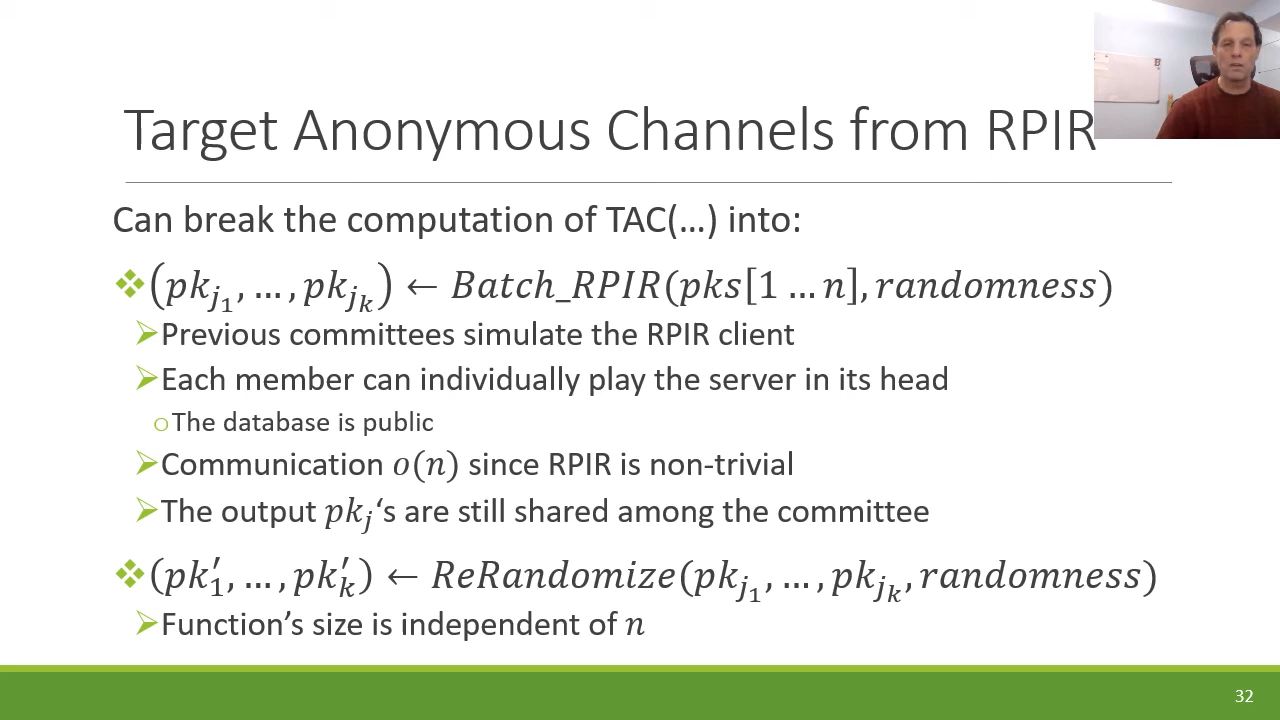 Target Anonymous Channels from RPIR
Can break the computation of TAC(…) into:
❖(pk_{j_1}, … , pk_{j_k}) ← Batch_RPIR(pks[1 … n], randomness)
➢Previous committees simulate the RPIR client
➢Each member can individually play the server in its head
oThe database is public
➢Communication o(n) since RPIR is non-trivial
➢The output pk_j ‘s are still shared among the committee
❖(pk′_1, … , pk′_k) ← ReRandomize(pk_{j_1}, … , pk_{j_k}, randomness)
➢Function’s size is independent of n
32